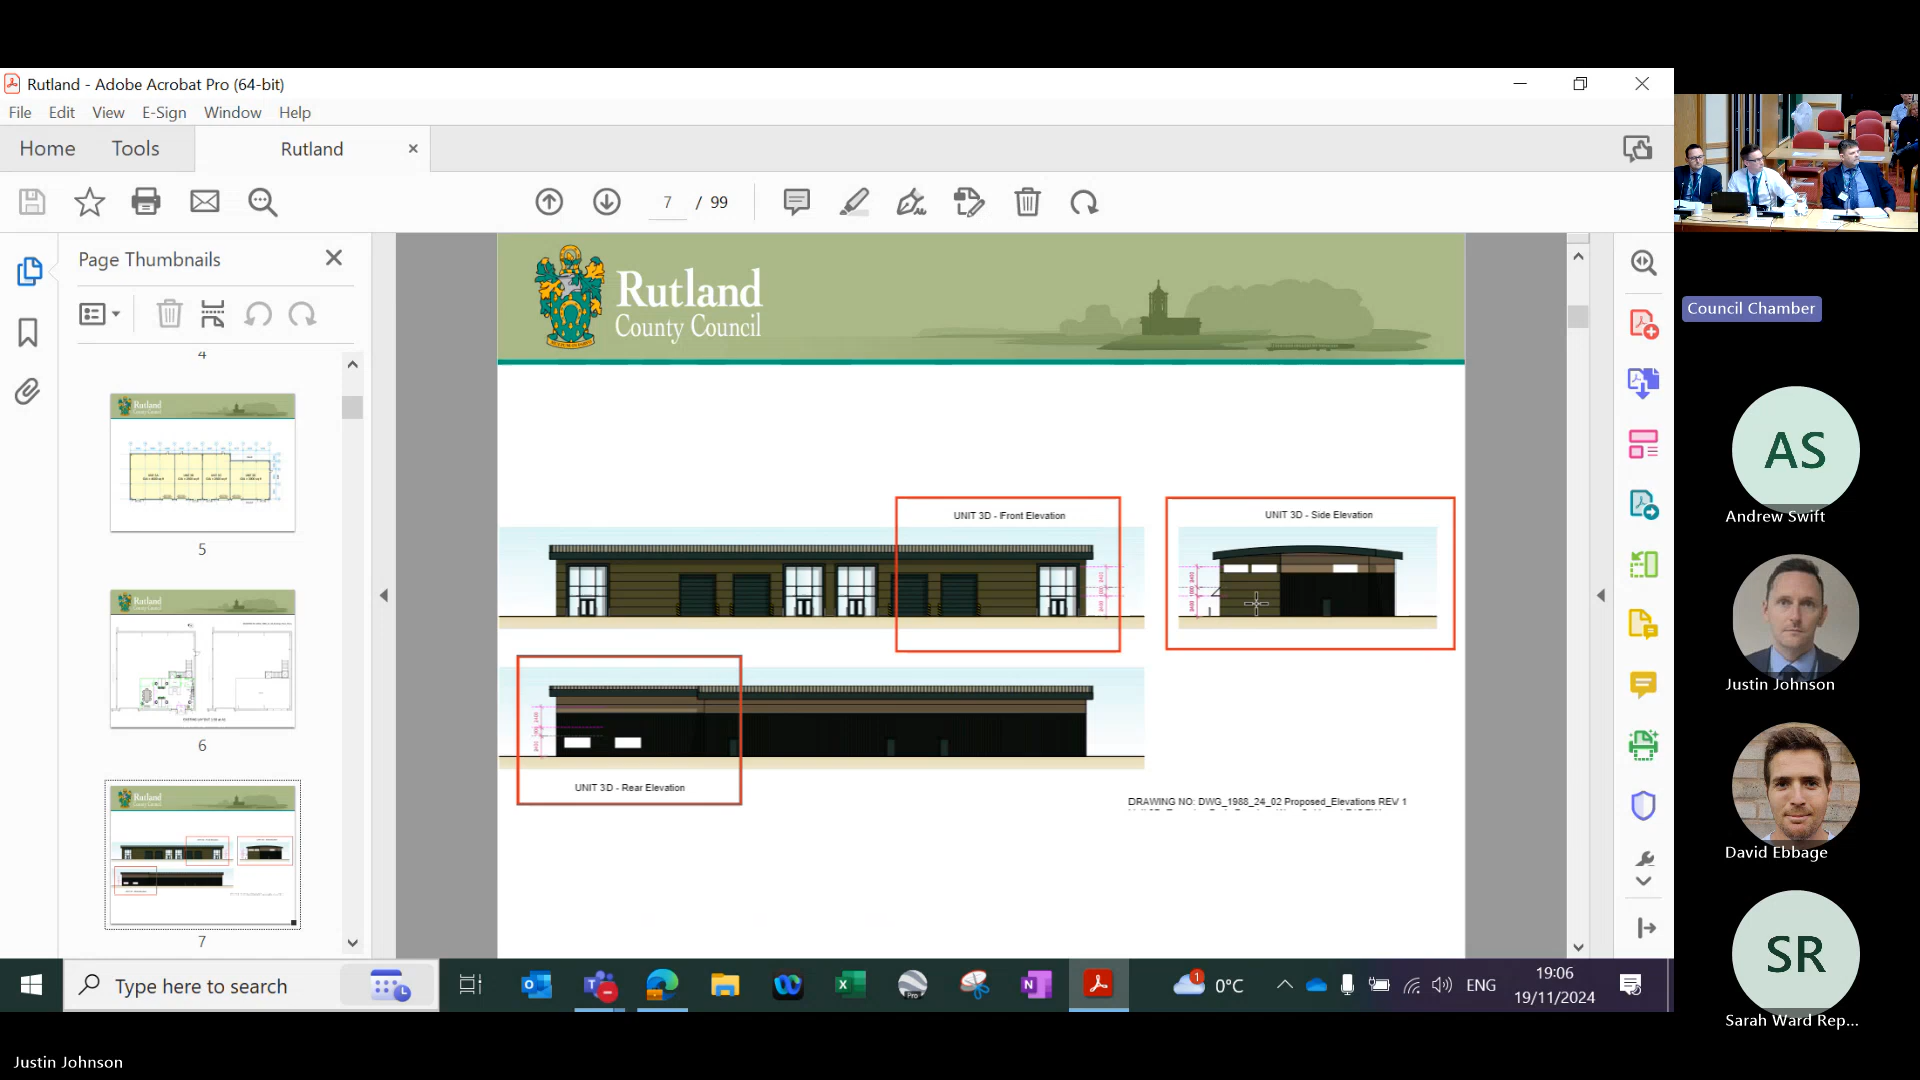 Rutland - Adobe Acrobat Pro (64-bit)
File Edit View E-Sign Window Help
Home Tools Rutland
7 / 99
Page Thumbnails
4
5
6
7
Rutland
County Council
UNIT 3D - Front Elevation
UNIT 3D - Side Elevation
UNIT 3D - Rear Elevation
DRAWING NO: DWG_1988_24_02 Proposed_Elevations REV 1
Council Chamber
AS
Andrew Swift
Justin Johnson
David Ebbage
SR
Sarah Ward Rep...
Type here to search
1
0°C
ENG
19:06
19/11/2024
Justin Johnson